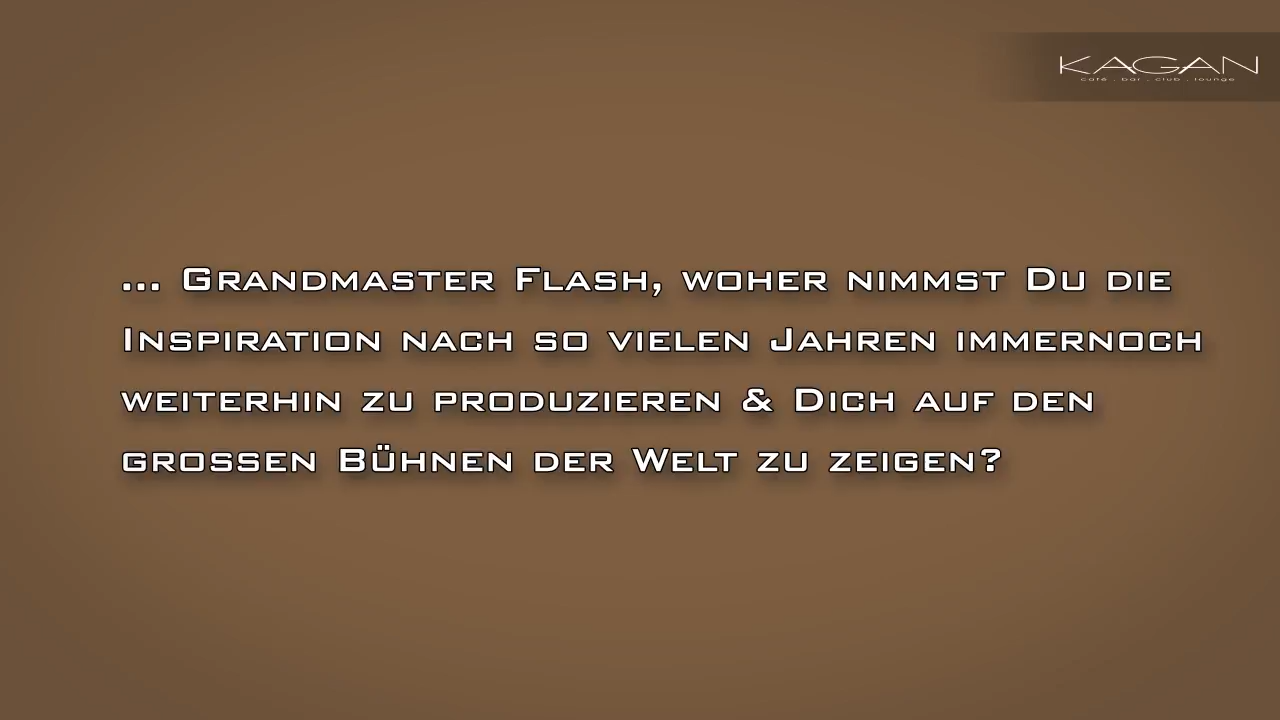 KAGAN
café . bar . club . lounge
... Grandmaster Flash, woher nimmst Du die
Inspiration nach so vielen Jahren immernoch
weiterhin zu produzieren & Dich auf den
grossen Bühnen der Welt zu zeigen?